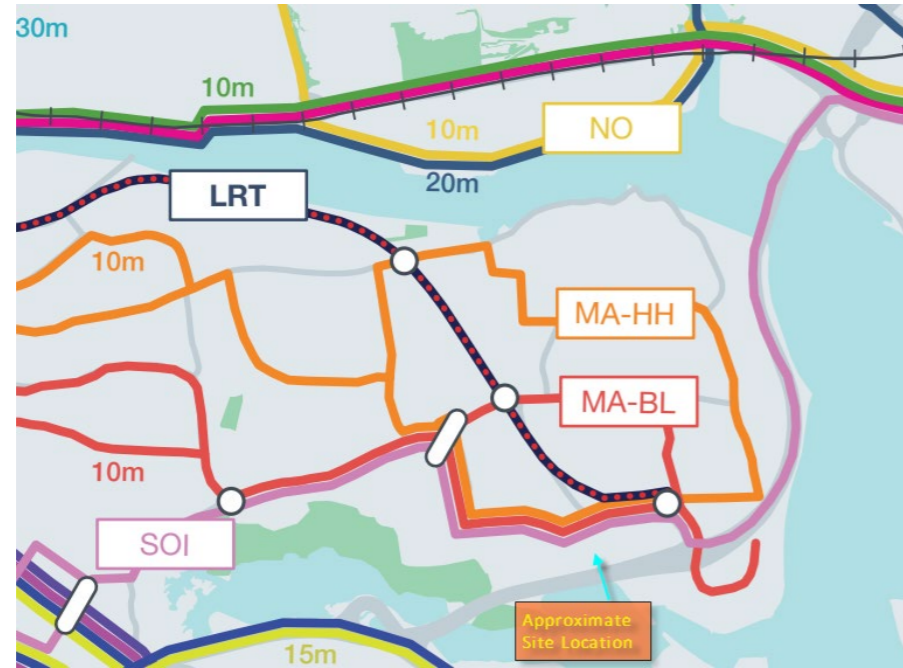 30m
10m
10m
NO
20m
LRT
10m
MA-HH
MA-BL
10m
SOI
Approximate
Site Location
15m